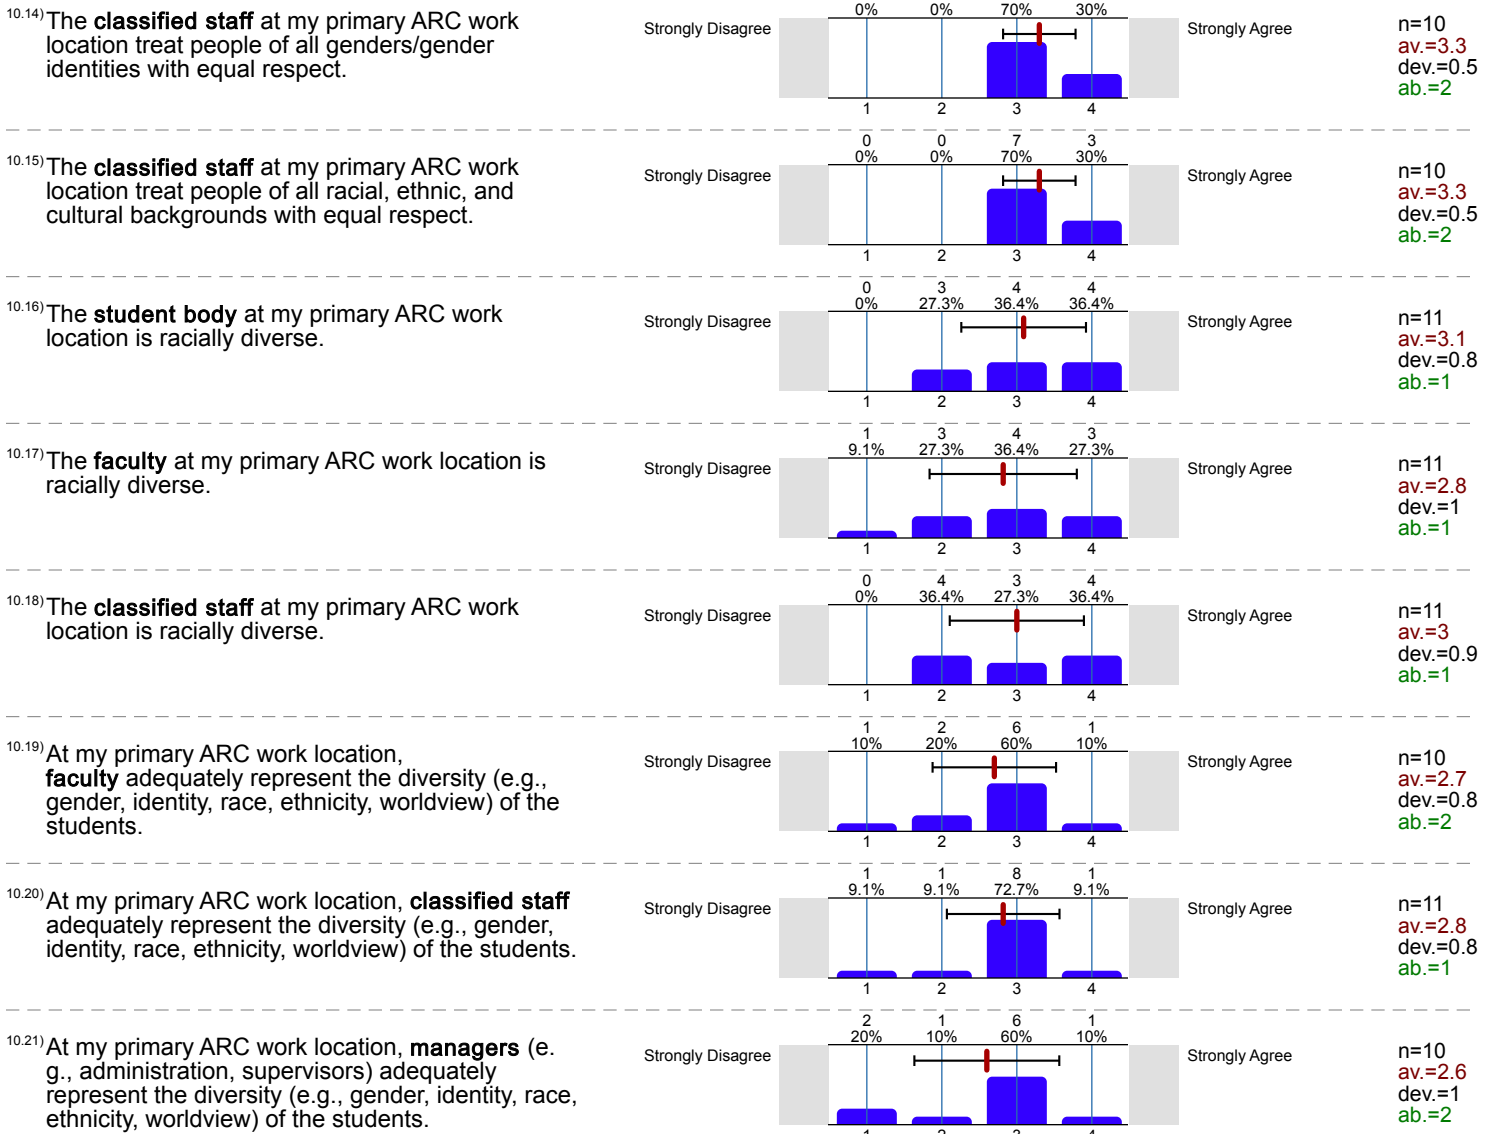 0% 0% 70% 30%
10.14) The classified staff at my primary ARC work
location treat people of all genders/gender
identities with equal respect.
Strongly Disagree
Strongly Agree
n=10
av.=3.3
dev.=0.5
ab.=2
1 2 3 4
0 0 7 3
0% 0% 70% 30%
10.15) The classified staff at my primary ARC work
location treat people of all racial, ethnic, and
cultural backgrounds with equal respect.
Strongly Disagree
Strongly Agree
n=10
av.=3.3
dev.=0.5
ab.=2
1 2 3 4
0 3 4 4
0% 27.3% 36.4% 36.4%
10.16) The student body at my primary ARC work
location is racially diverse.
Strongly Disagree
Strongly Agree
n=11
av.=3.1
dev.=0.8
ab.=1
1 2 3 4
1 3 4 3
9.1% 27.3% 36.4% 27.3%
10.17) The faculty at my primary ARC work location is
racially diverse.
Strongly Disagree
Strongly Agree
n=11
av.=2.8
dev.=1
ab.=1
1 2 3 4
0 4 3 4
0% 36.4% 27.3% 36.4%
10.18) The classified staff at my primary ARC work
location is racially diverse.
Strongly Disagree
Strongly Agree
n=11
av.=3
dev.=0.9
ab.=1
1 2 3 4
1 2 6 1
10% 20% 60% 10%
10.19) At my primary ARC work location,
faculty adequately represent the diversity (e.g.,
gender, identity, race, ethnicity, worldview) of the
students.
Strongly Disagree
Strongly Agree
n=10
av.=2.7
dev.=0.8
ab.=2
1 2 3 4
1 1 8 1
9.1% 9.1% 72.7% 9.1%
10.20) At my primary ARC work location, classified staff
adequately represent the diversity (e.g., gender,
identity, race, ethnicity, worldview) of the students.
Strongly Disagree
Strongly Agree
n=11
av.=2.8
dev.=0.8
ab.=1
1 2 3 4
2 1 6 1
20% 10% 60% 10%
10.21) At my primary ARC work location, managers (e.
g., administration, supervisors) adequately
represent the diversity (e.g., gender, identity, race,
ethnicity, worldview) of the students.
Strongly Disagree
Strongly Agree
n=10
av.=2.6
dev.=1
ab.=2
1 2 3 4